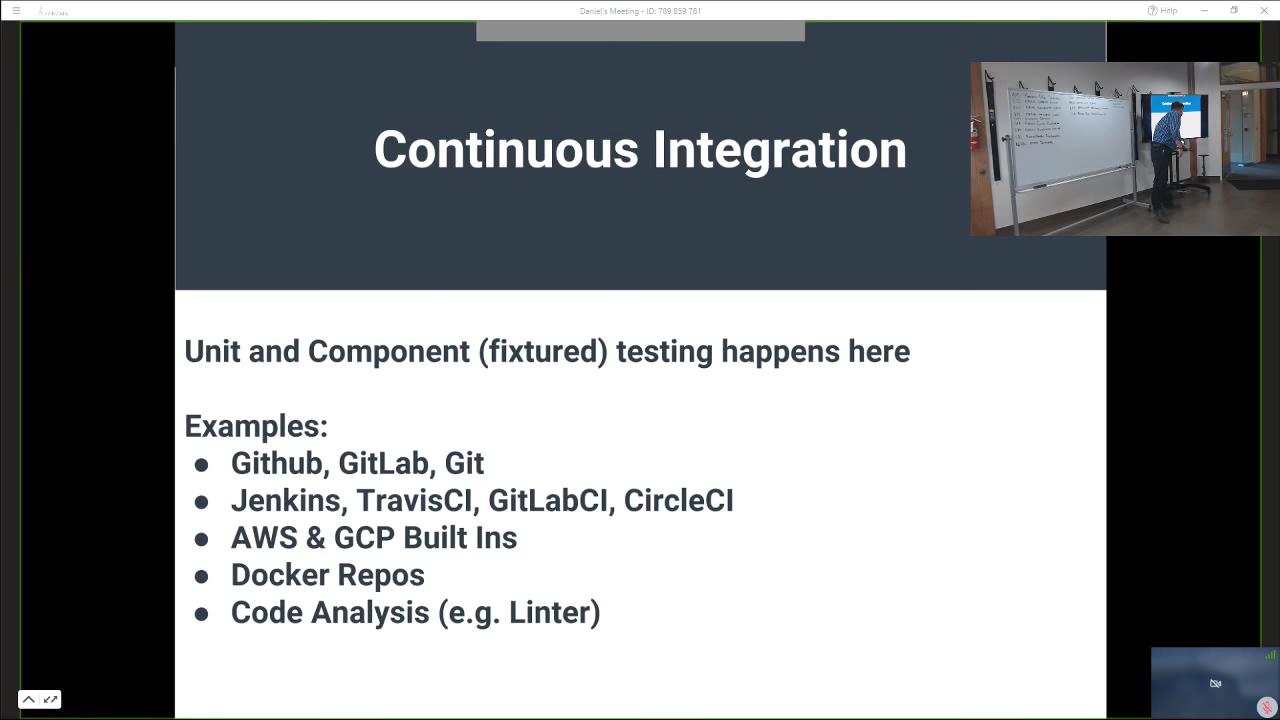 Daniel's Meeting - ID: 789 859 781
Help
Continuous Integration
Unit and Component (fixtured) testing happens here
Examples:
● Github, GitLab, Git
● Jenkins, TravisCI, GitLabCI, CircleCI
● AWS & GCP Built Ins
● Docker Repos
● Code Analysis (e.g. Linter)